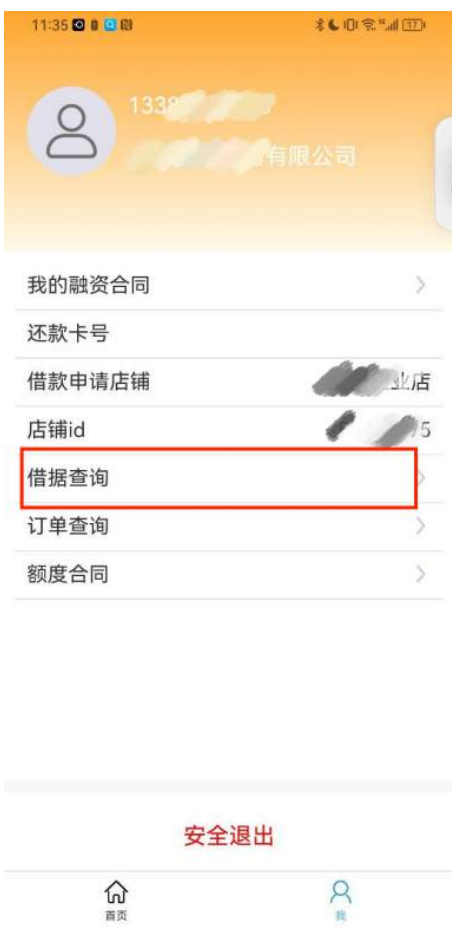 11:35
17
133
有限公司
我的融资合同
还款卡号
借款申请店铺 业店
店铺id 5
借据查询
订单查询
额度合同
安全退出
首页
我